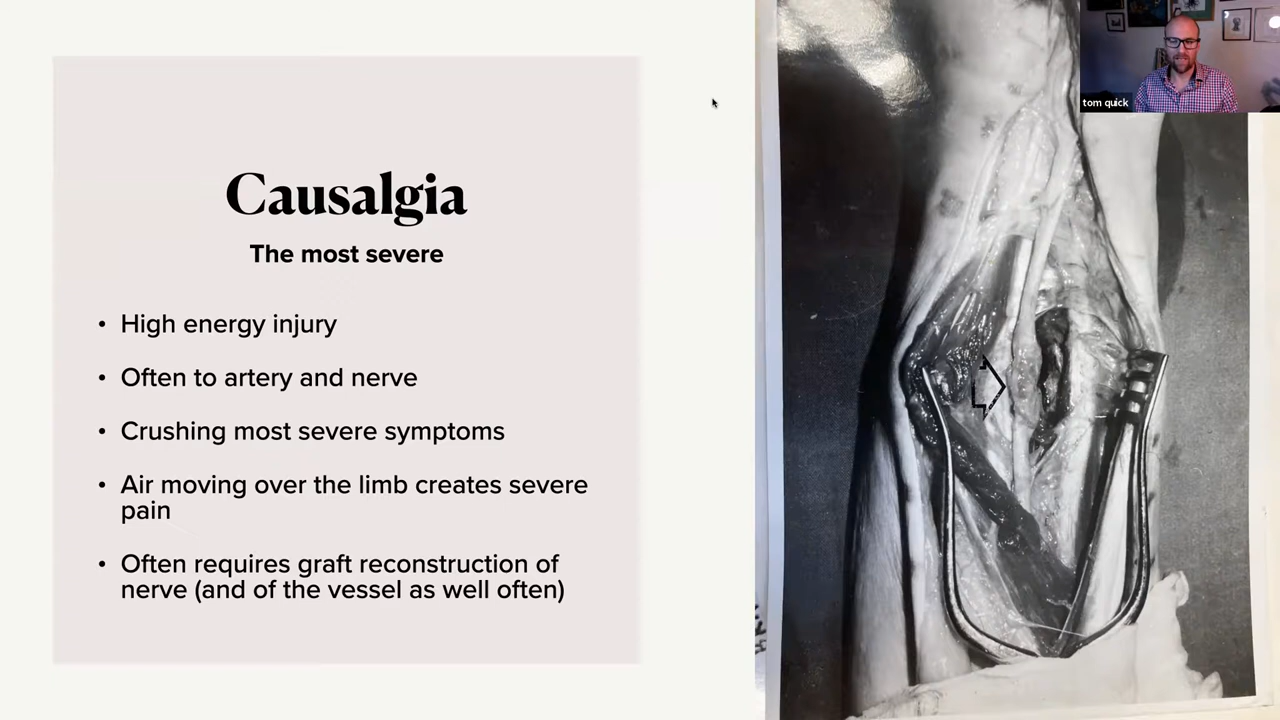 Causalgia
The most severe
• High energy injury
• Often to artery and nerve
• Crushing most severe symptoms
• Air moving over the limb creates severe
pain
• Often requires graft reconstruction of
nerve (and of the vessel as well often)
tom quick